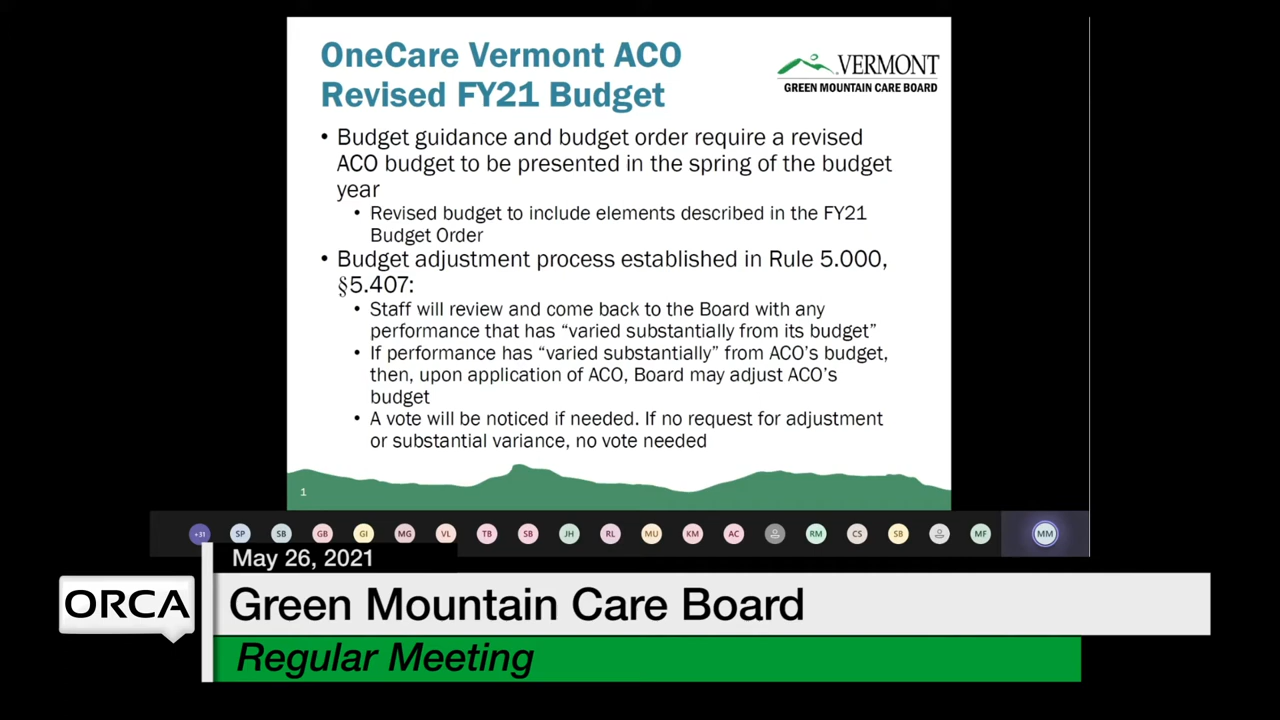 OneCare Vermont ACO
Revised FY21 Budget
VERMONT
GREEN MOUNTAIN CARE BOARD
• Budget guidance and budget order require a revised
ACO budget to be presented in the spring of the budget
year
• Revised budget to include elements described in the FY21
Budget Order
• Budget adjustment process established in Rule 5.000,
§5.407:
• Staff will review and come back to the Board with any
performance that has “varied substantially from its budget”
• If performance has “varied substantially” from ACO’s budget,
then, upon application of ACO, Board may adjust ACO’s
budget
• A vote will be noticed if needed. If no request for adjustment
or substantial variance, no vote needed
1
+31 SP SB GB GI MG VL TB SB JH RL MU KM AC RM CS SB MF MM
May 26, 2021
ORCA
Green Mountain Care Board
Regular Meeting